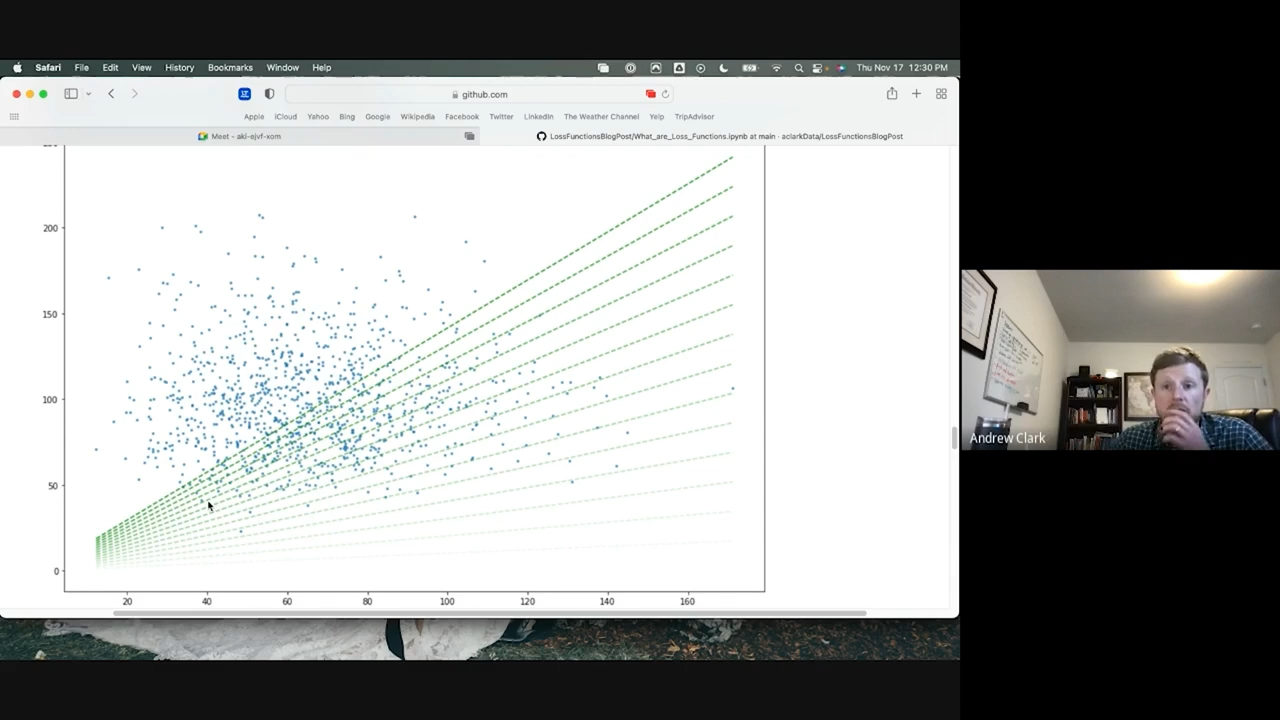 Safari File Edit View History Bookmarks Window Help Thu Nov 17 12:30 PM
github.com
Apple iCloud Yahoo Bing Google Wikipedia Facebook Twitter LinkedIn The Weather Channel Yelp TripAdvisor
Meet - aki-ejvf-xom LossFunctionsBlogPost/What_are_Loss_Functions.ipynb at main · aclarkData/LossFunctionsBlogPost
200
150
100
50
0
20 40 60 80 100 120 140 160
Andrew Clark